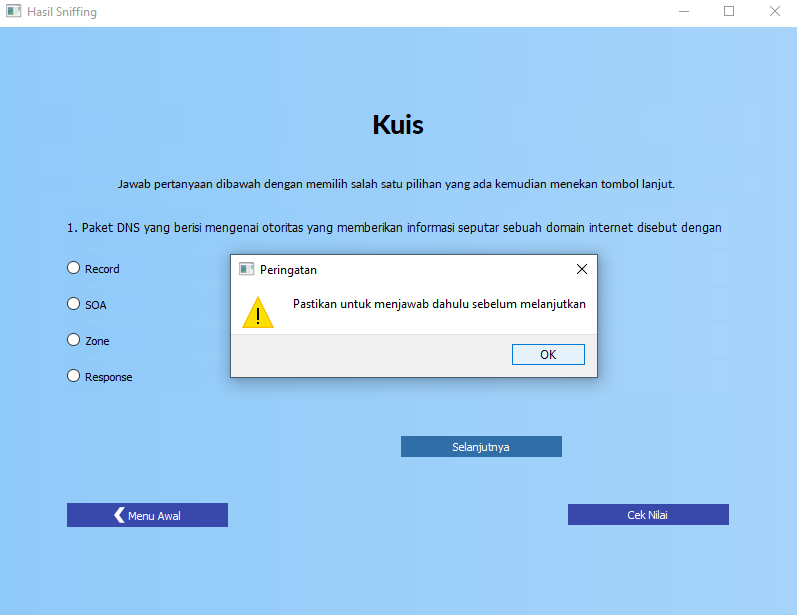 Hasil Sniffing
Kuis
Jawab pertanyaan dibawah dengan memilih salah satu pilihan yang ada kemudian menekan tombol lanjut.
1. Paket DNS yang berisi mengenai otoritas yang memberikan informasi seputar sebuah domain internet disebut dengan
Record
SOA
Zone
Response
Peringatan
Pastikan untuk menjawab dahulu sebelum melanjutkan
OK
Selanjutnya
Menu Awal
Cek Nilai